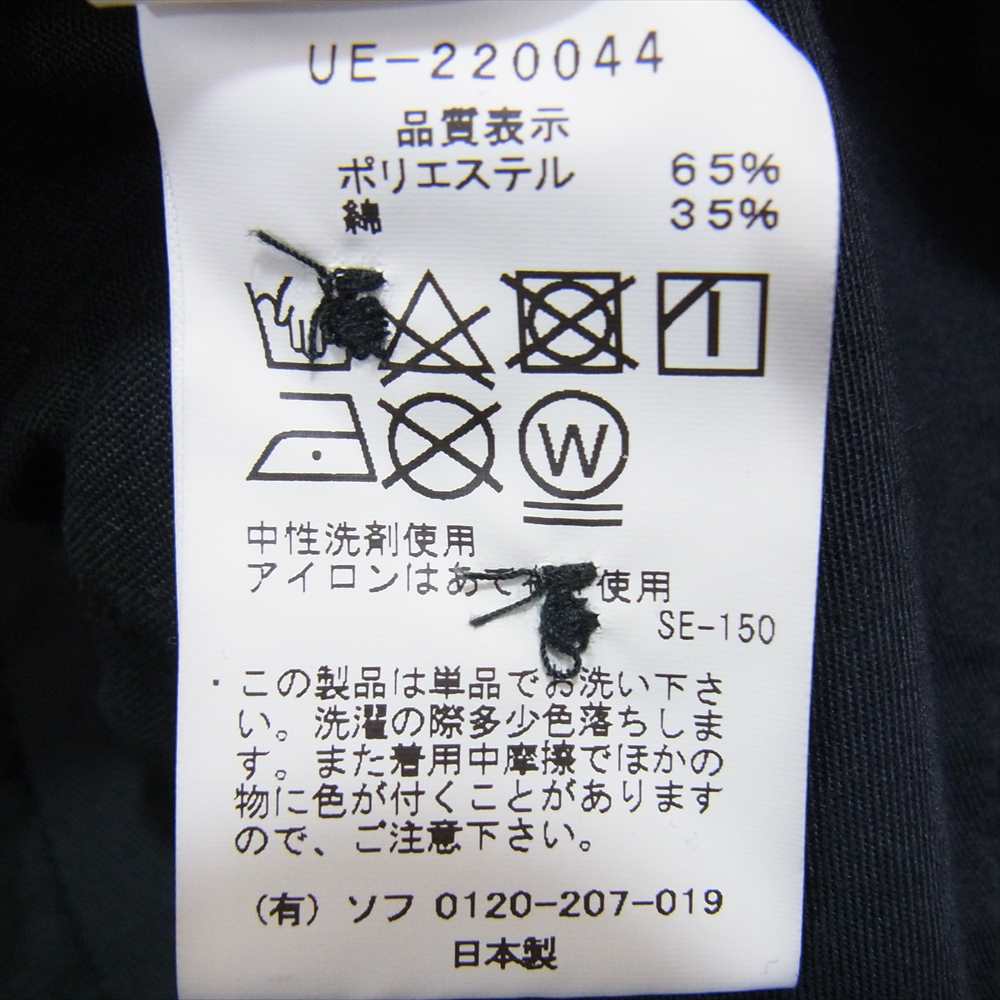 UE-220044
品質表示
ポリエステル 65%
綿 35%
W
中性洗剤使用
アイロンはあて 使用
SE-150
・この製品は単品でお洗い下さ
い。洗濯の際多少色落ちしま
す。また着用中摩擦でほかの
物に色が付くことがあります
ので、ご注意下さい。
(有) ソフ 0120-207-019
日本製